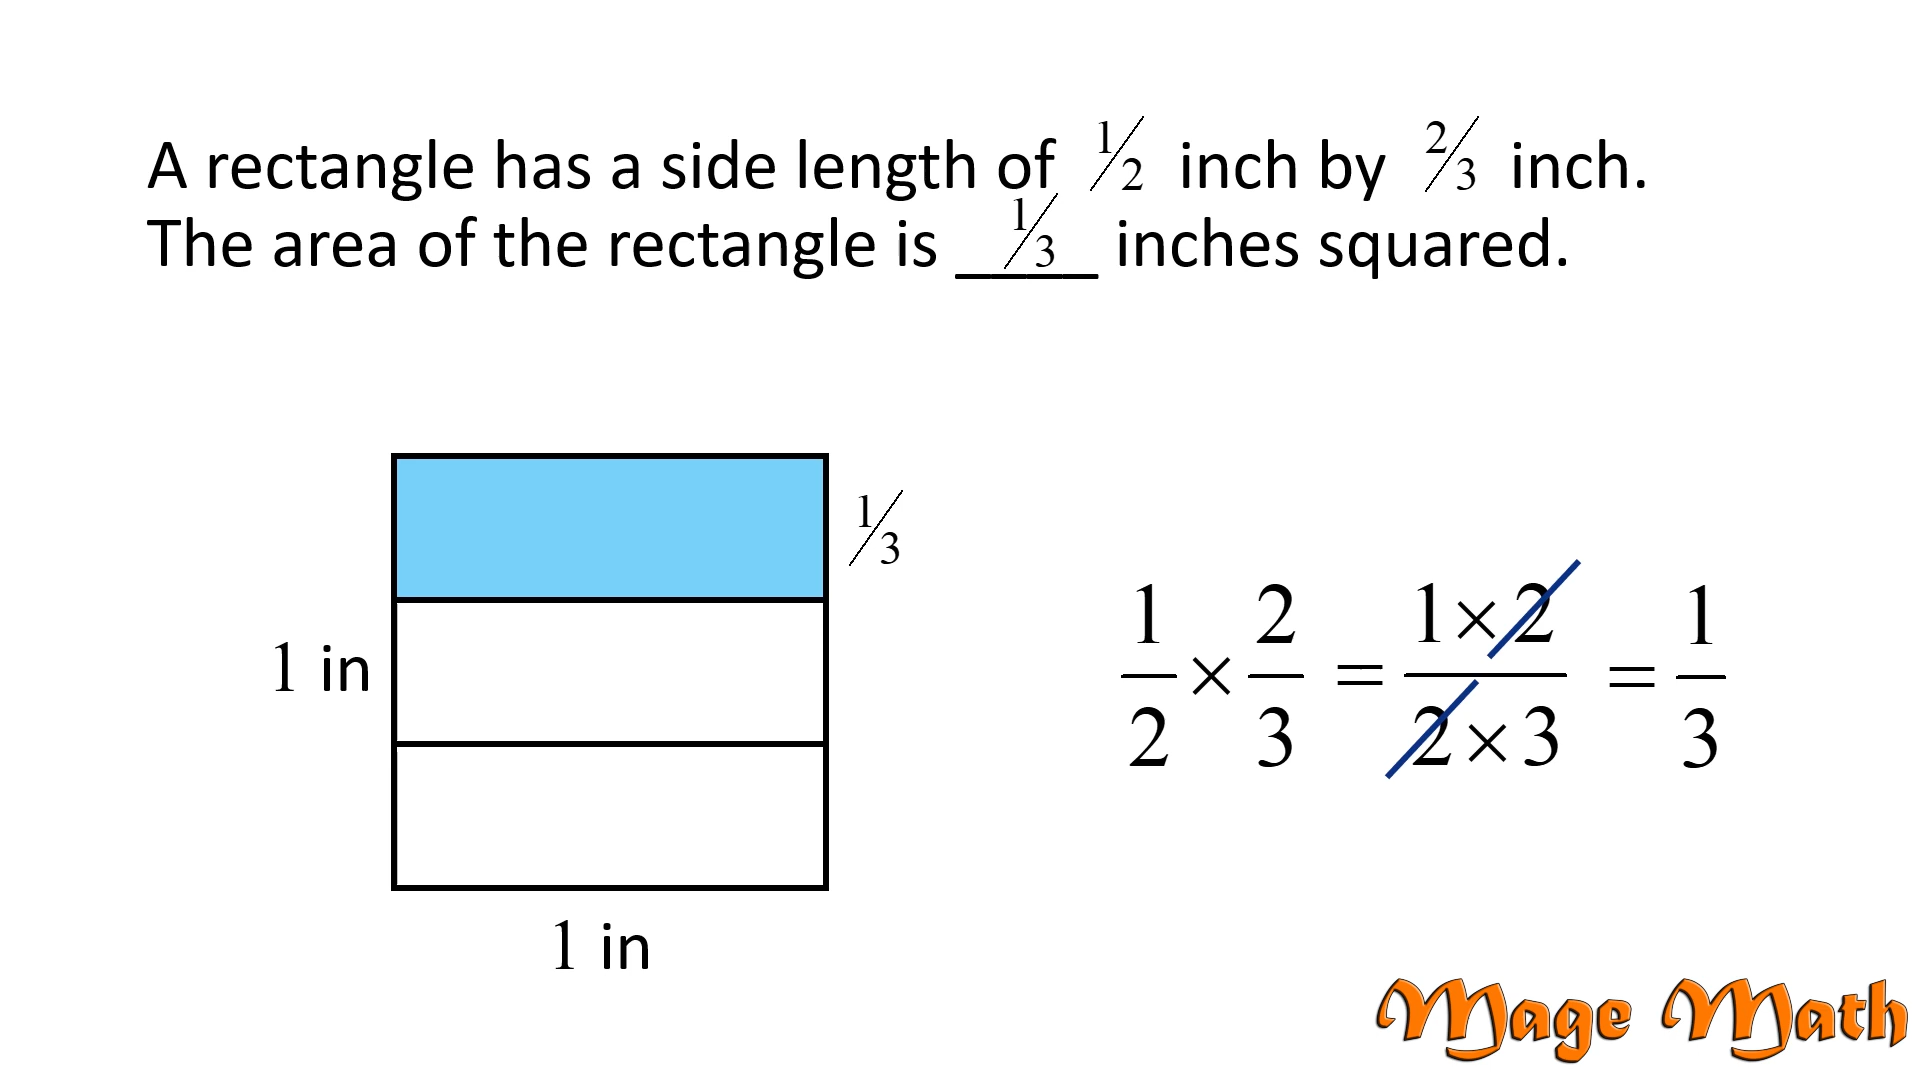 A rectangle has a side length of 1/2 inch by 2/3 inch.
The area of the rectangle is 1/3 inches squared.
1/3
1 in
1 in
1/2 × 2/3 = 1×2/2×3 = 1/3
Mage Math